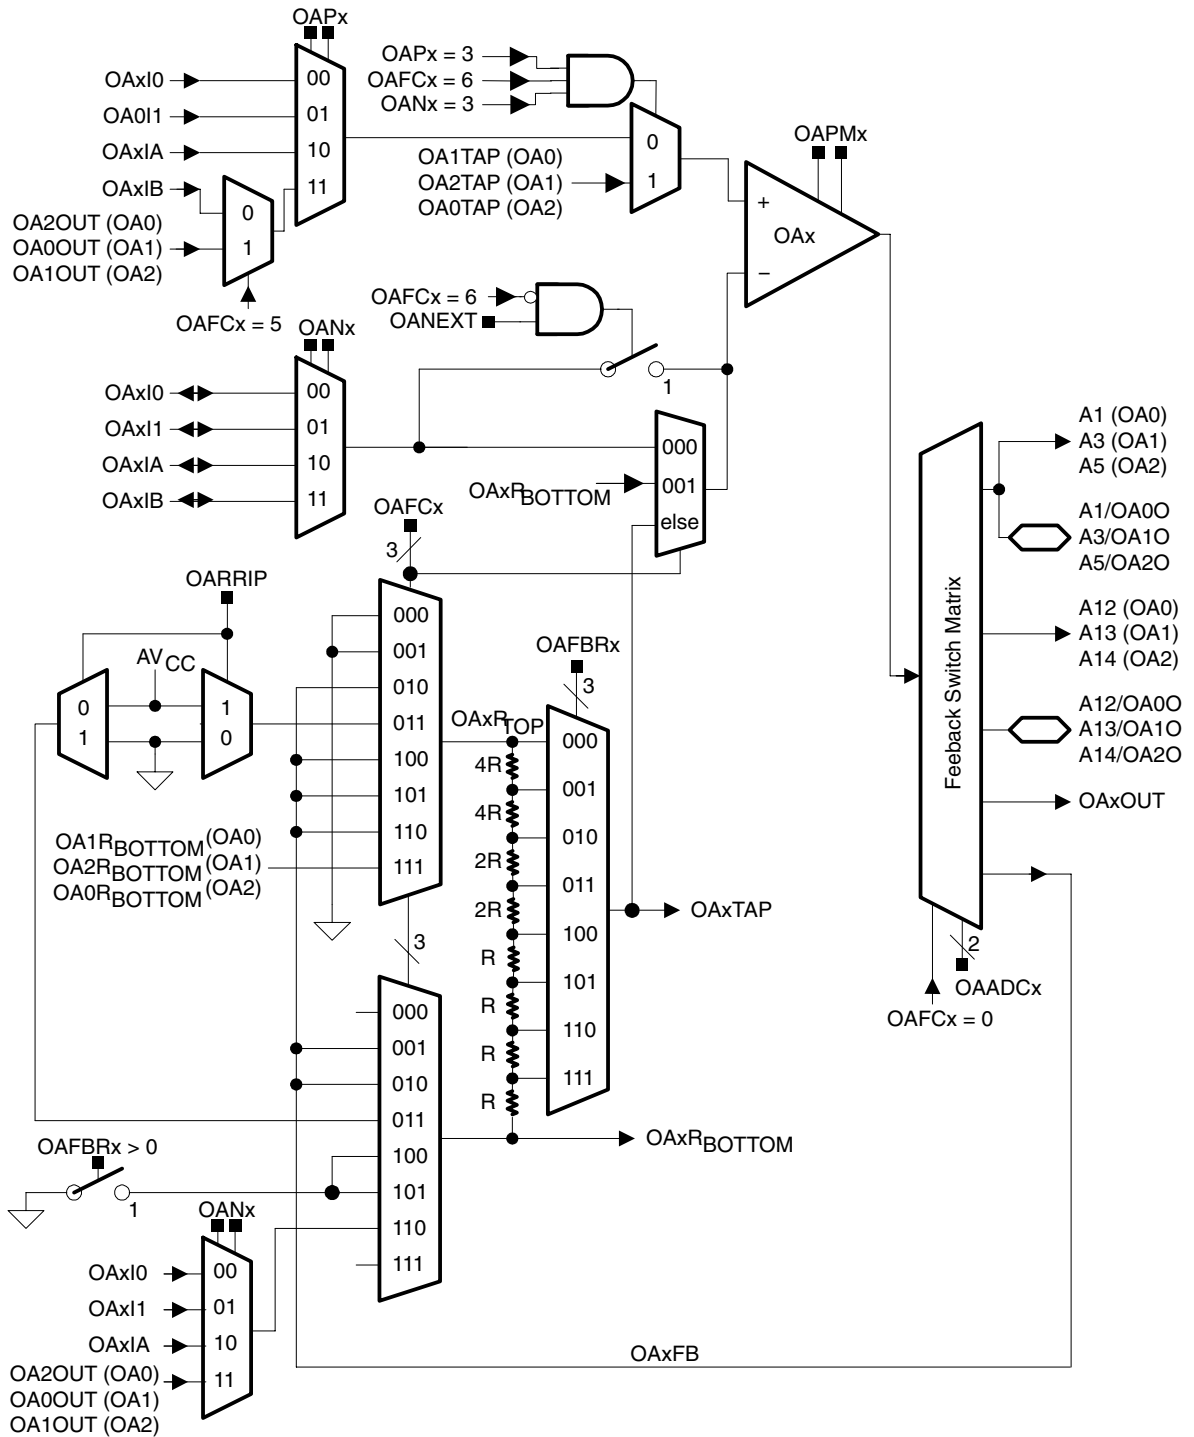 OAPx
OAxI0
OA0I1
OAxIA
OAxIB
00
01
10
11
OA2OUT (OA0)
OA0OUT (OA1)
OA1OUT (OA2)
0
1
OAFCx = 5
OAPx = 3
OAFCx = 6
OANx = 3
OA1TAP (OA0)
OA2TAP (OA1)
OA0TAP (OA2)
0
1
OAPMx
+
OAx
−
OAFCx = 6
OANEXT
1
OANx
OAxI0
OAxI1
OAxIA
OAxIB
00
01
10
11
000
001
else
OAxRBOTTOM
OAFCx
3
OARRIP
AVCC
0
1
1
0
000
001
010
011
100
101
110
111
OA1RBOTTOM (OA0)
OA2RBOTTOM (OA1)
OA0RBOTTOM (OA2)
OAxRTOP
OAFBRx
3
4R
4R
2R
2R
R
R
R
R
000
001
010
011
100
101
110
111
OAxTAP
3
000
001
010
011
100
101
110
111
OAxRBOTTOM
OAFBRx > 0
1
OANx
OAxI0
OAxI1
OAxIA
OA2OUT (OA0)
OA0OUT (OA1)
OA1OUT (OA2)
00
01
10
11
OAxFB
Feeback Switch Matrix
A1 (OA0)
A3 (OA1)
A5 (OA2)
A1/OA0O
A3/OA1O
A5/OA2O
A12 (OA0)
A13 (OA1)
A14 (OA2)
A12/OA0O
A13/OA1O
A14/OA2O
OAxOUT
2
OAADCx
OAFCx = 0